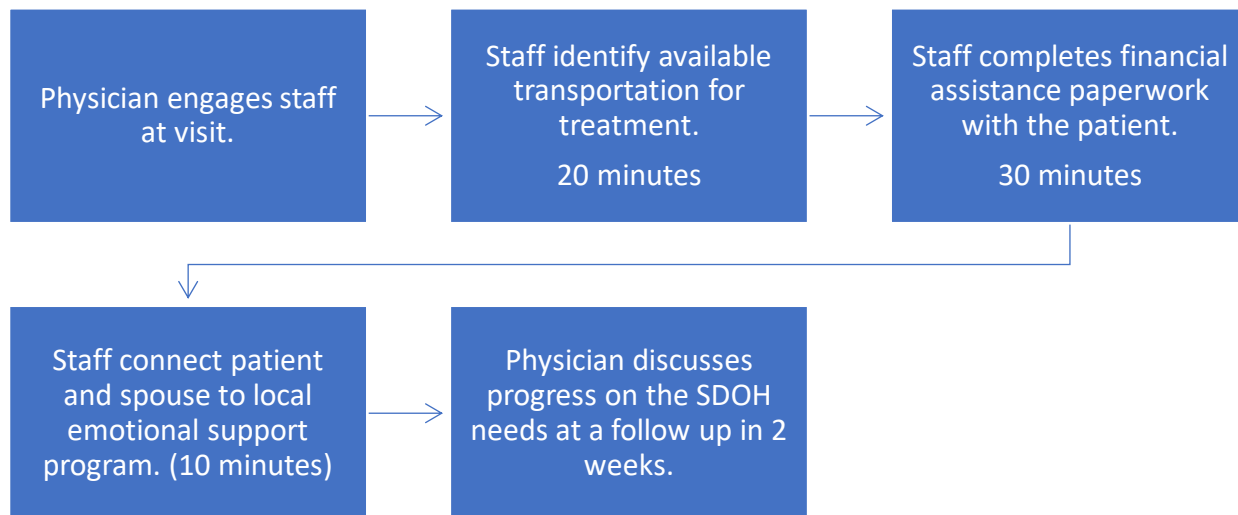 Physician engages staff
at visit.
Staff identify available
transportation for
treatment.
20 minutes
Staff completes financial
assistance paperwork
with the patient.
30 minutes
Staff connect patient
and spouse to local
emotional support
program. (10 minutes)
Physician discusses
progress on the SDOH
needs at a follow up in 2
weeks.